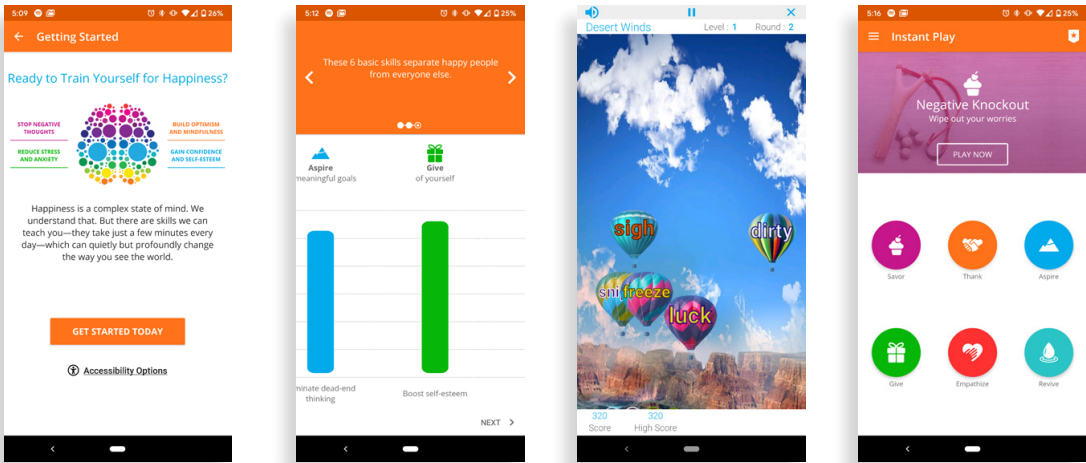 5:09
26%
Getting Started
Ready to Train Yourself for Happiness?
STOP NEGATIVE
THOUGHTS
REDUCE STRESS
AND ANXIETY
BUILD OPTIMISM
AND MINDFULNESS
GAIN CONFIDENCE
AND SELF-ESTEEM
Happiness is a complex state of mind. We
understand that. But there are skills we can
teach you—they take just a few minutes every
day—which can quietly but profoundly change
the way you see the world.
GET STARTED TODAY
Accessibility Options
5:12
25%
These 6 basic skills separate happy people
from everyone else.
Aspire
meaningful goals
Give
of yourself
minate dead-end
thinking
Boost self-esteem
NEXT
Desert Winds
Level : 1
Round : 2
sigh
dirty
sni
freeze
luck
320
Score
320
High Score
5:16
25%
Instant Play
Negative Knockout
Wipe out your worries
PLAY NOW
Savor
Thank
Aspire
Give
Empathize
Revive